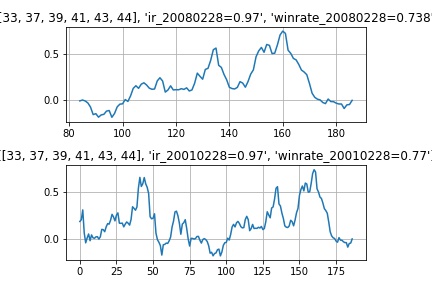 [33, 37, 39, 41, 43, 44], 'ir_20080228=0.97', 'winrate_20080228=0.738'
0.5
0.0
80 100 120 140 160 180
[[33, 37, 39, 41, 43, 44], 'ir_20010228=0.97', 'winrate_20010228=0.77']
0.5
0.0
0 25 50 75 100 125 150 175